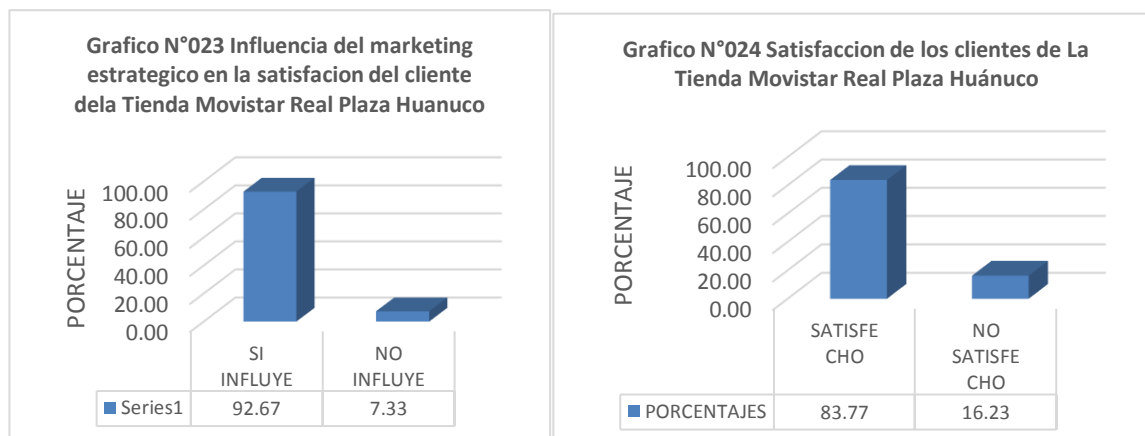 Grafico N°023 Influencia del marketing
estrategico en la satisfacion del cliente
dela Tienda Movistar Real Plaza Huanuco
PORCENTAJE
100.00
80.00
60.00
40.00
20.00
0.00
SI
INFLUYE
NO
INFLUYE
Series1 92.67 7.33
Grafico N°024 Satisfaccion de los clientes de La
Tienda Movistar Real Plaza Huánuco
PORCENTAJE
100.00
80.00
60.00
40.00
20.00
0.00
SATISFE
CHO
NO
SATISFE
CHO
PORCENTAJES 83.77 16.23